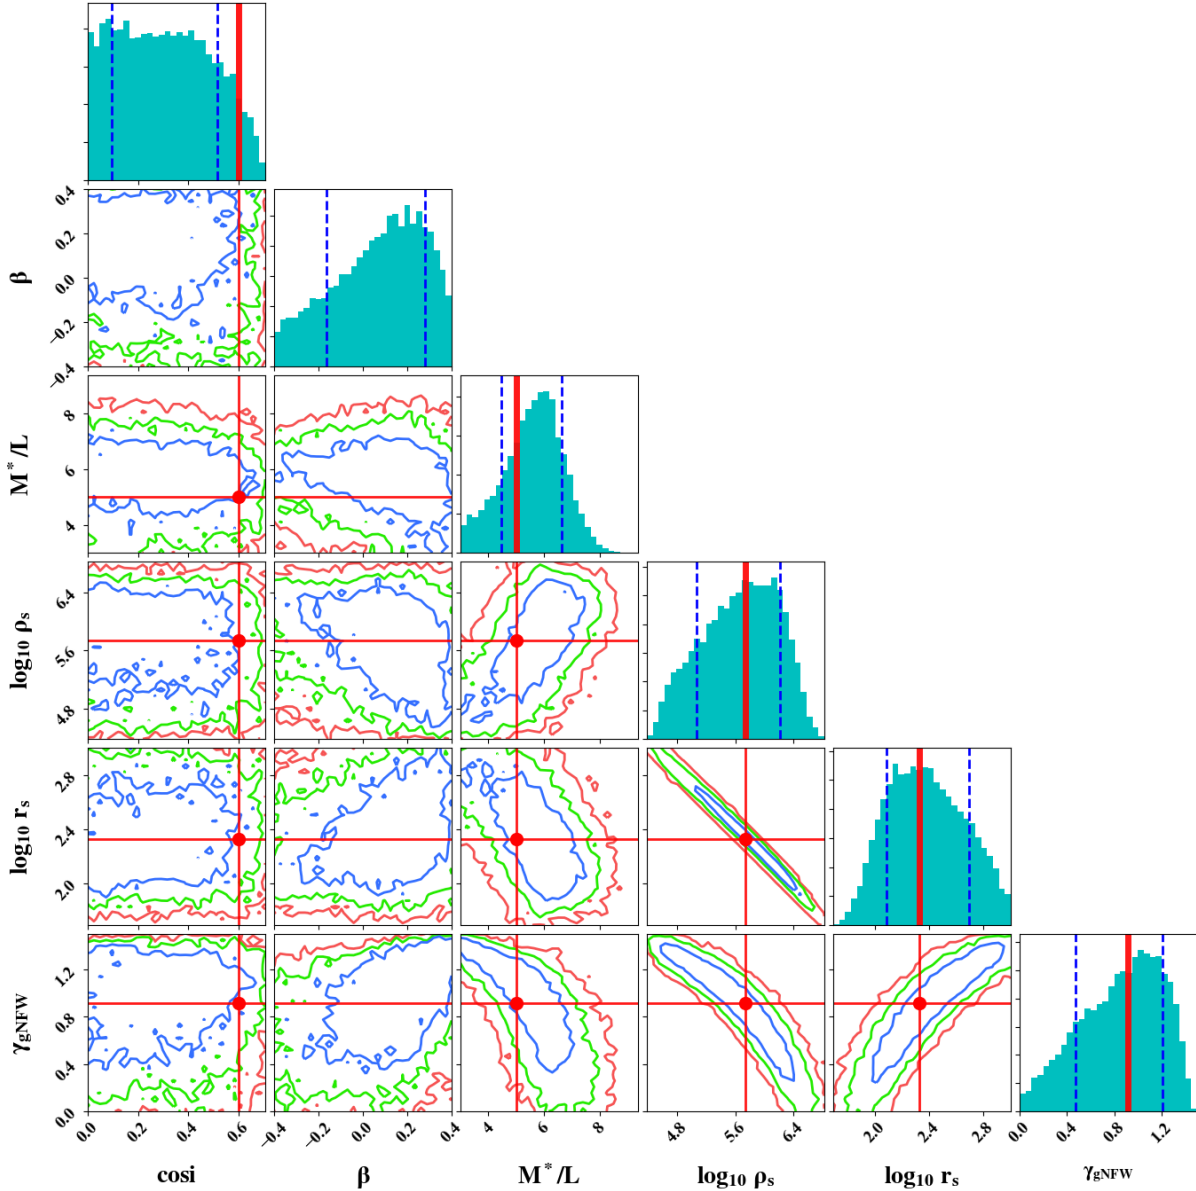 0.4
0.2
0.0
−0.2
−0.4
β
8
6
4
M*/L
6.4
5.6
4.8
log₁₀ ρₛ
2.8
2.4
2.0
log₁₀ rₛ
1.2
0.8
0.4
0.0
γgNFW
0.0 0.2 0.4 0.6
−0.4 −0.2 0.0 0.2 0.4
4 6 8
4.8 5.6 6.4
2.0 2.4 2.8
0.0 0.4 0.8 1.2
cosi β M*/L log₁₀ ρₛ log₁₀ rₛ γgNFW